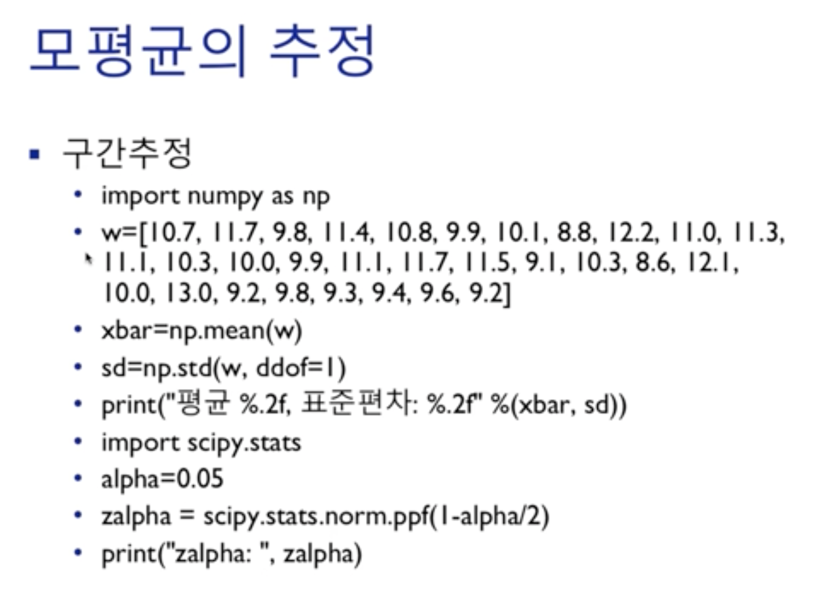 모평균의 추정
▪ 구간추정
• import numpy as np
• w=[10.7, 11.7, 9.8, 11.4, 10.8, 9.9, 10.1, 8.8, 12.2, 11.0, 11.3,
11.1, 10.3, 10.0, 9.9, 11.1, 11.7, 11.5, 9.1, 10.3, 8.6, 12.1,
10.0, 13.0, 9.2, 9.8, 9.3, 9.4, 9.6, 9.2]
• xbar=np.mean(w)
• sd=np.std(w, ddof=1)
• print("평균 %.2f, 표준편차: %.2f" %(xbar, sd))
• import scipy.stats
• alpha=0.05
• zalpha = scipy.stats.norm.ppf(1-alpha/2)
• print("zalpha: ", zalpha)